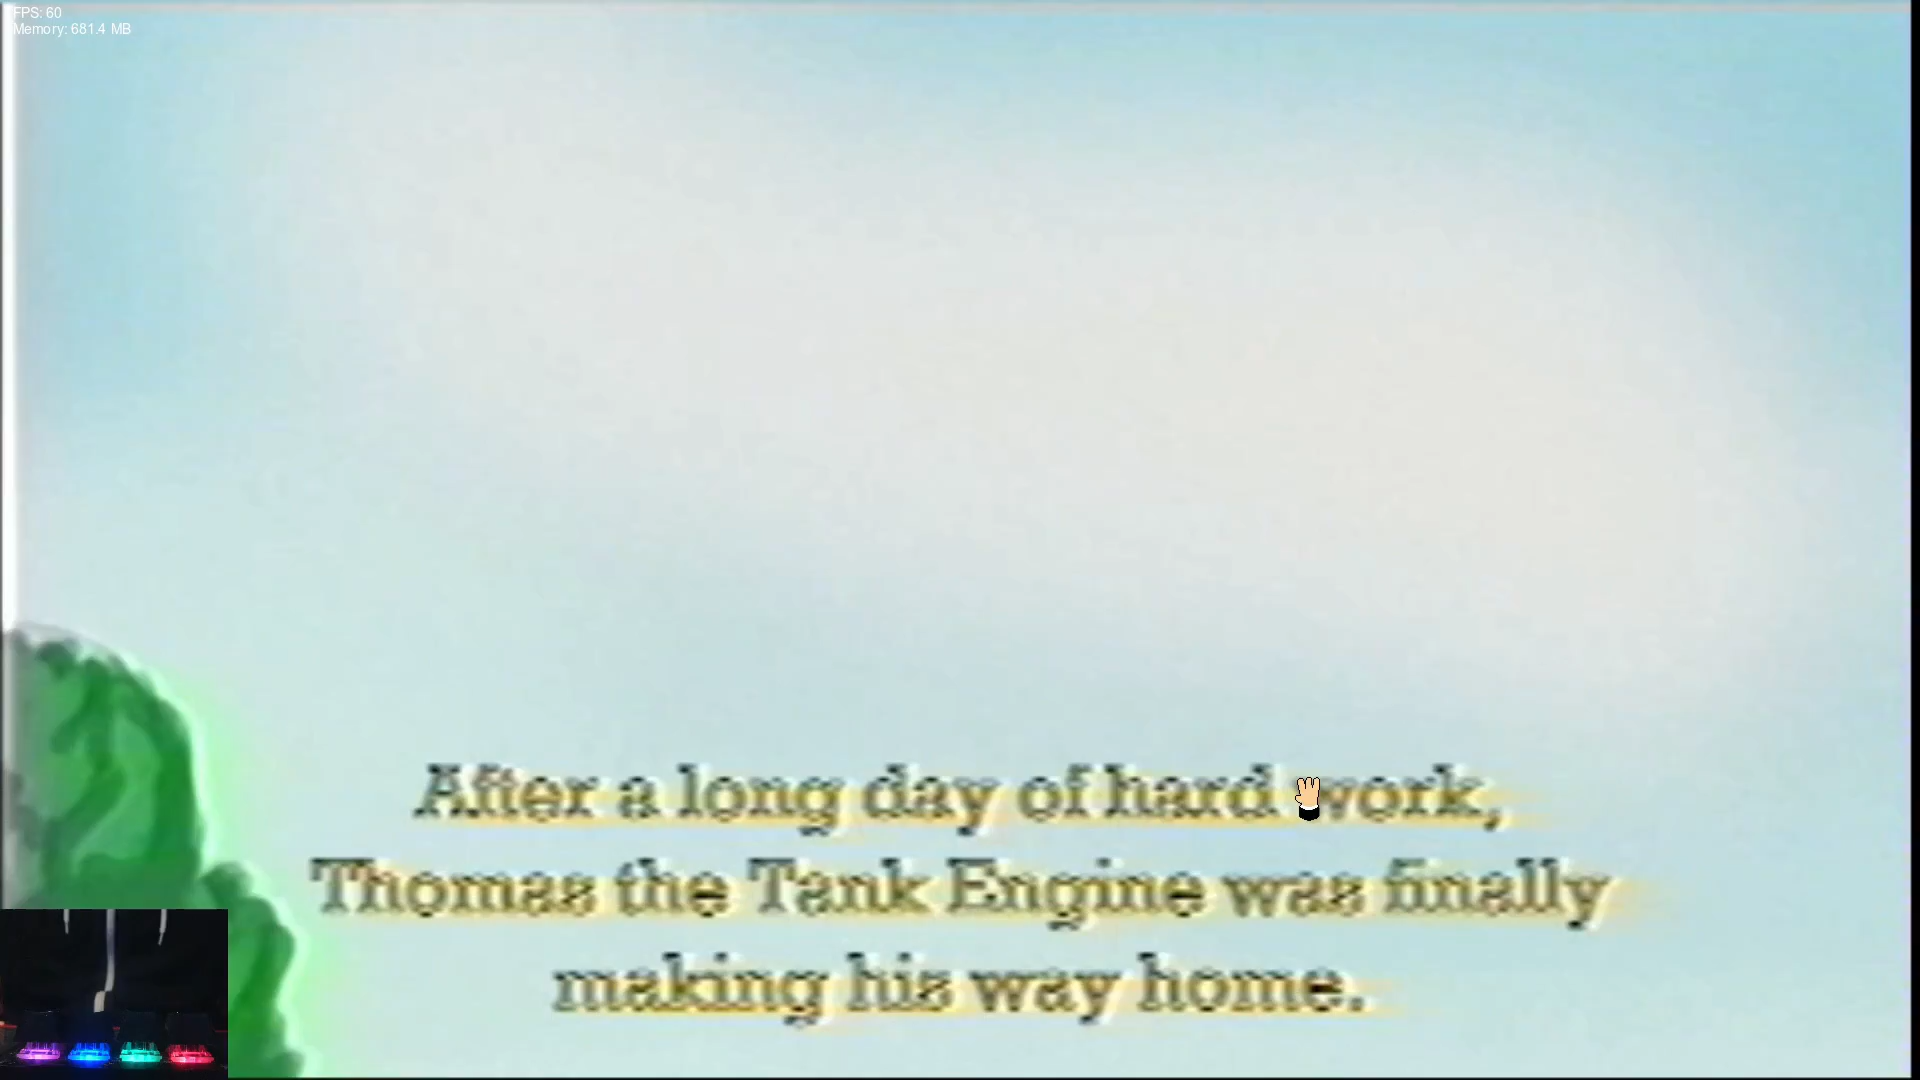 FPS: 60
Memory: 681.4 MB
After a long day of hard work,
Thomas the Tank Engine was finally
making his way home.